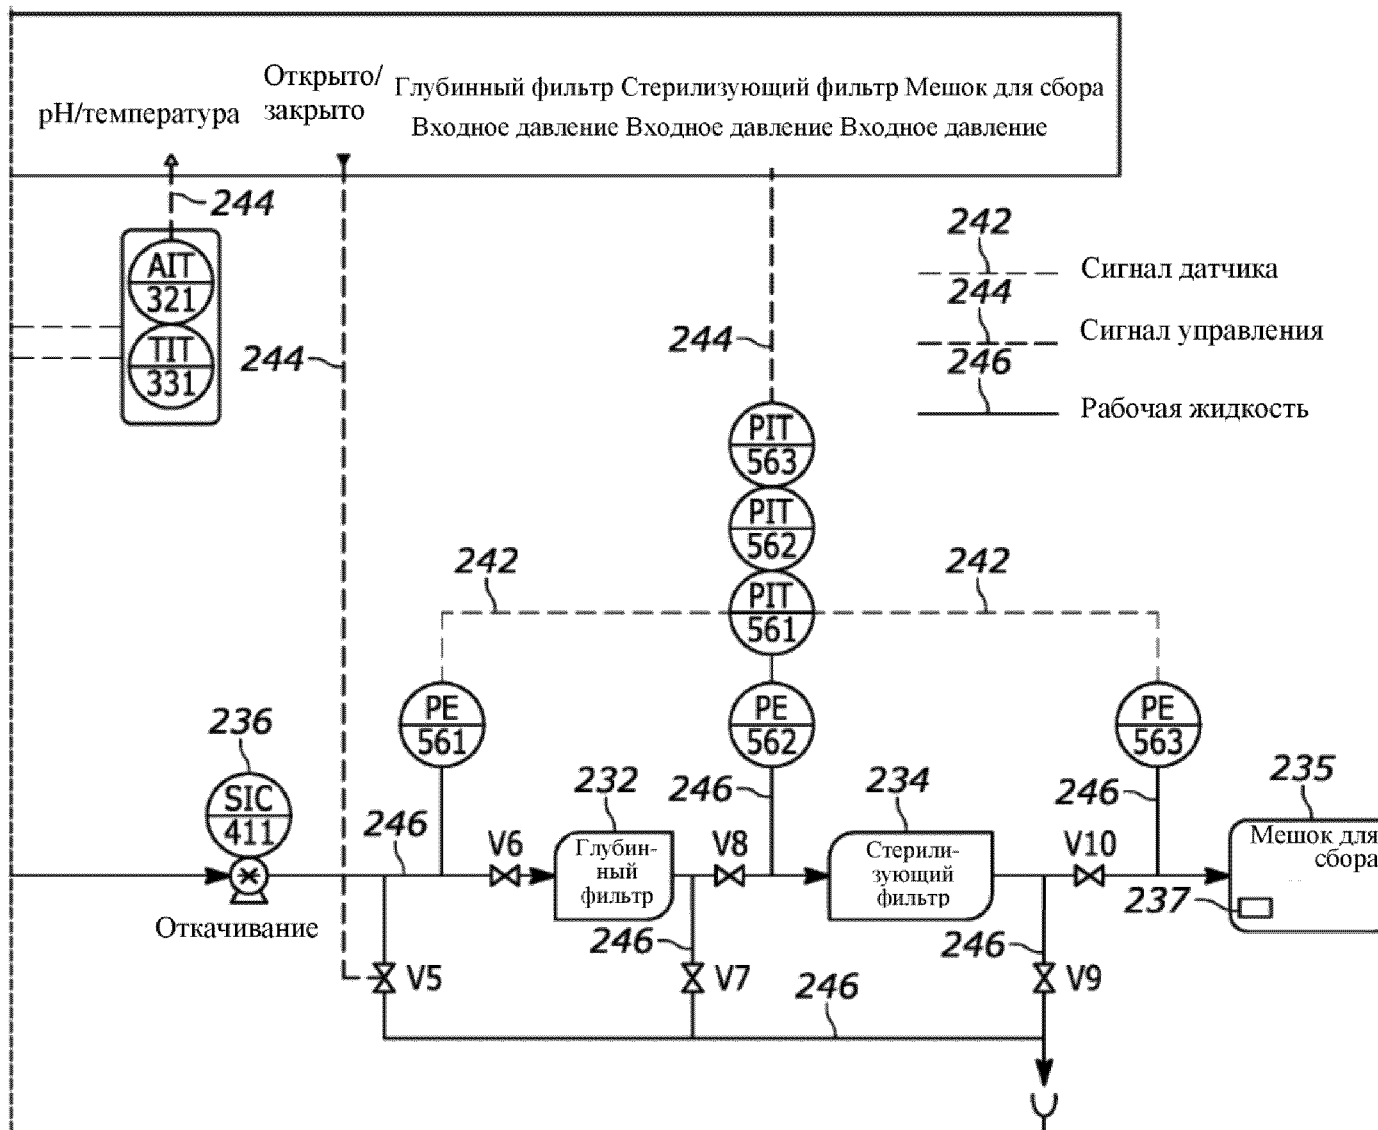 pH/температура
Открыто/
закрыто
Глубинный фильтр Стерилизующий фильтр Мешок для сбора
Входное давление Входное давление Входное давление
244
AIT
321
TIT
331
244
244
242
Сигнал датчика
244
Сигнал управления
246
Рабочая жидкость
PIT
563
PIT
562
PIT
561
242
242
PE
561
PE
562
PE
563
236
SIC
411
Откачивание
246
V6
232
Глубин-
ный
фильтр
246
V8
234
Стерили-
зующий
фильтр
246
V10
235
Мешок для
сбора
237
V5
246
V7
246
246
V9